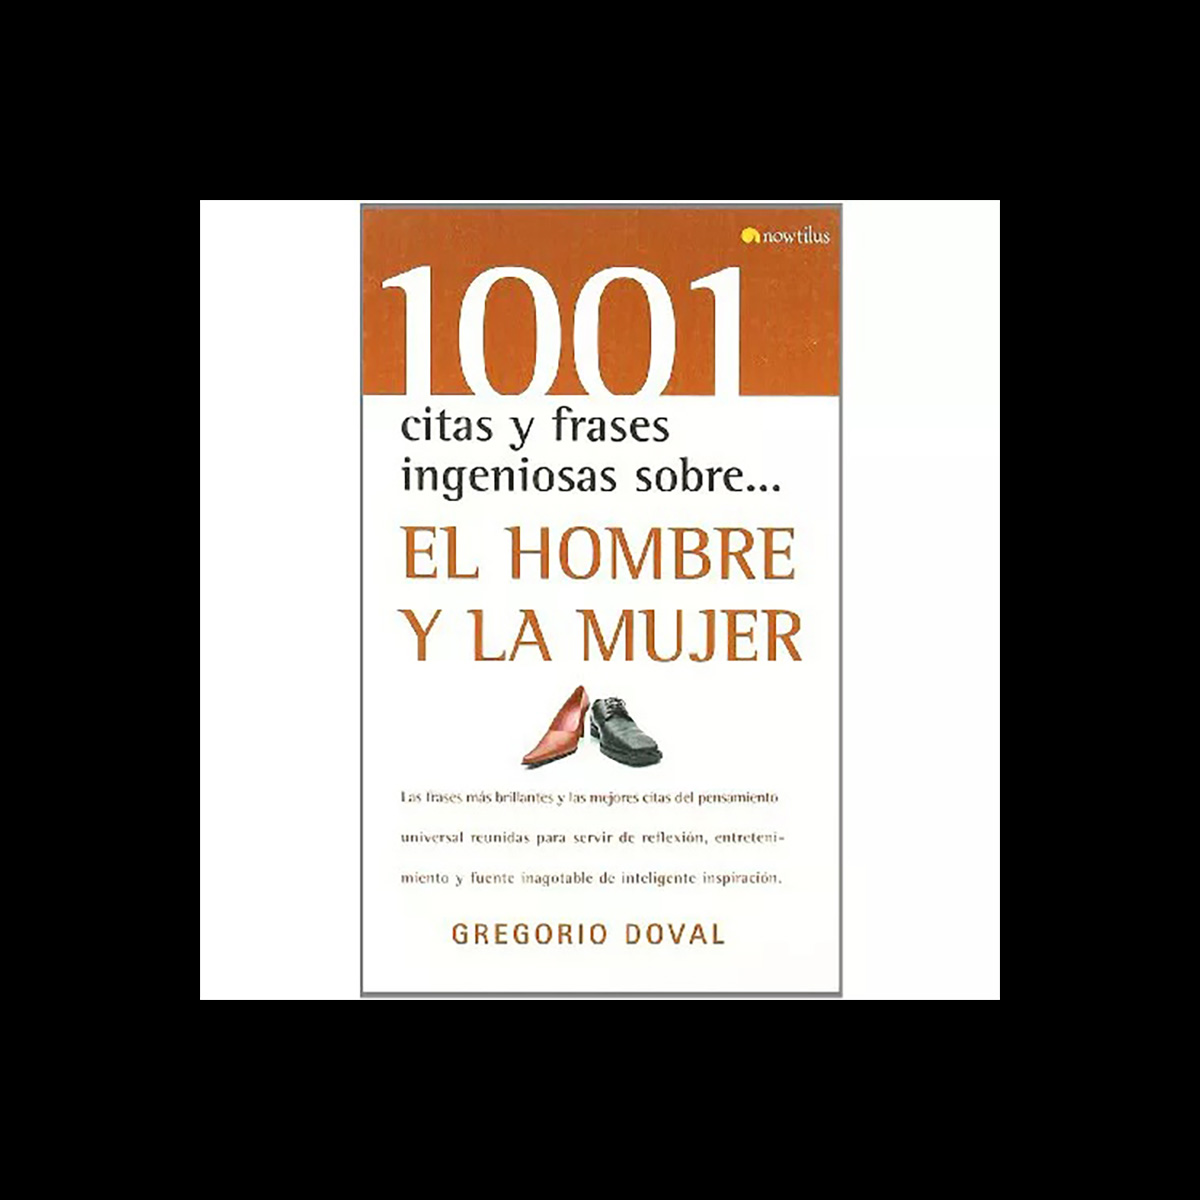 nowtilus
1001
citas y frases
ingeniosas sobre...
EL HOMBRE
Y LA MUJER
Las frases más brillantes y las mejores citas del pensamiento
universal reunidas para servir de reflexión, entreteni-
miento y fuente inagotable de inteligente inspiración.
GREGORIO DOVAL